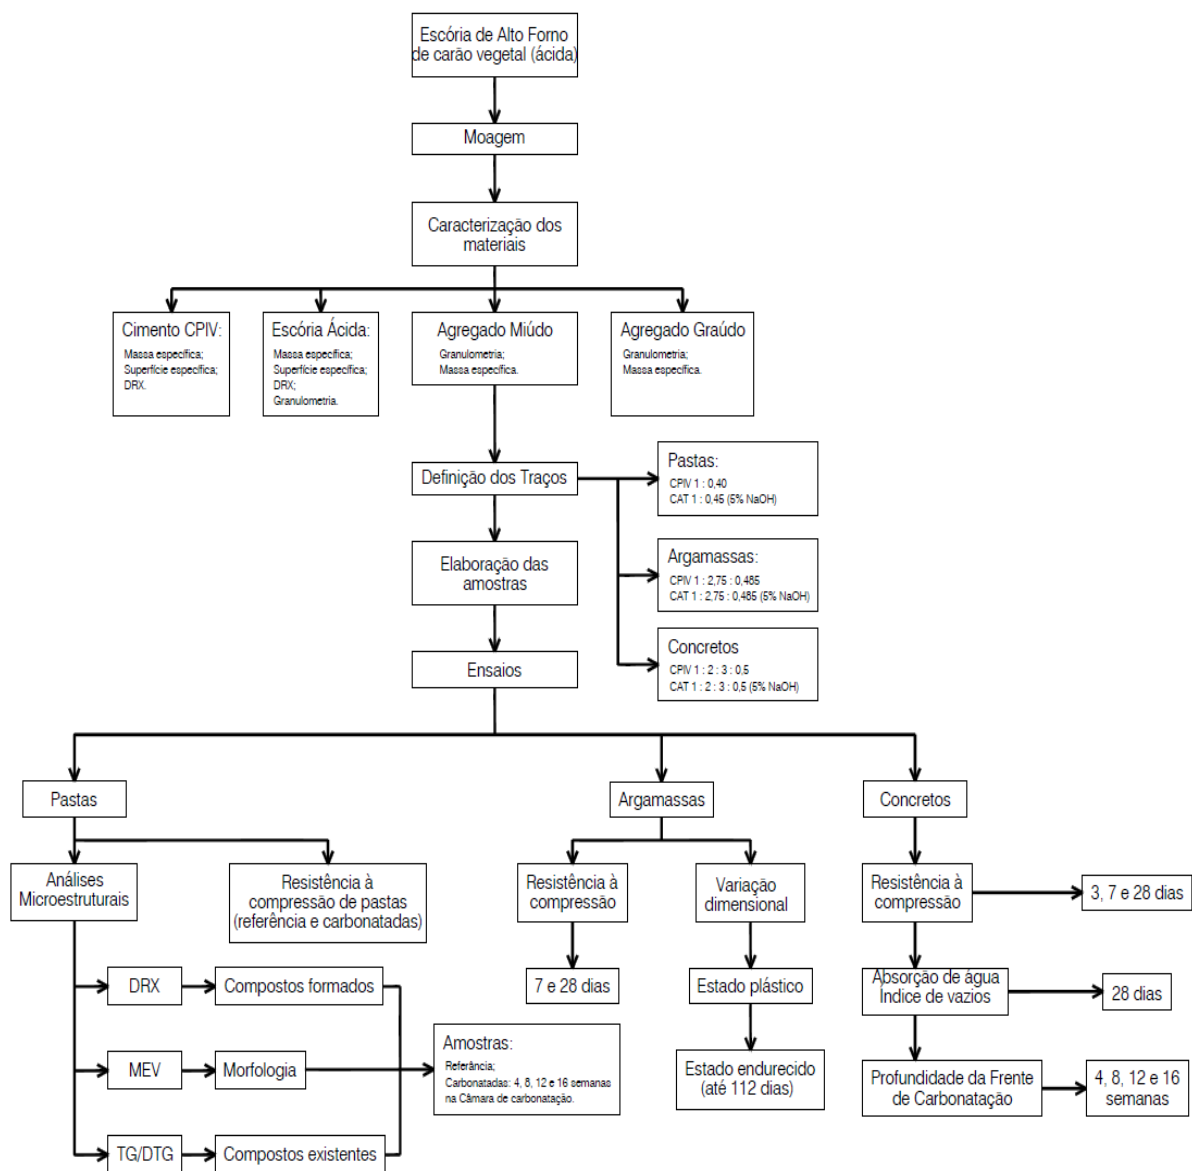 Escória de Alto Forno
de carão vegetal (ácida)
Moagem
Caracterização dos
materiais
Cimento CPIV:
Massa específica;
Superfície específica;
DRX.
Escória Ácida:
Massa específica;
Superfície específica;
DRX;
Granulometria.
Agregado Miúdo
Granulometria;
Massa específica.
Agregado Graúdo
Granulometria;
Massa específica.
Definição dos Traços
Pastas:
CPIV 1 : 0,40
CAT 1 : 0,45 (5% NaOH)
Elaboração das
amostras
Argamassas:
CPIV 1 : 2,75 : 0,485
CAT 1 : 2,75 : 0,485 (5% NaOH)
Ensaios
Concretos
CPIV 1 : 2 : 3 : 0,5
CAT 1 : 2 : 3 : 0,5 (5% NaOH)
Pastas
Argamassas
Concretos
Análises
Microestruturais
Resistência à
compressão de pastas
(referência e carbonatadas)
Resistência à
compressão
Variação
dimensional
Resistência à
compressão
3, 7 e 28 dias
DRX
Compostos formados
7 e 28 dias
Estado plástico
Absorção de água
Índice de vazios
28 dias
MEV
Morfologia
Amostras:
Referência;
Carbonatadas: 4, 8, 12 e 16 semanas
na Câmara de carbonatação.
Estado endurecido
(até 112 dias)
Profundidade da Frente
de Carbonatação
4, 8, 12 e 16
semanas
TG/DTG
Compostos existentes